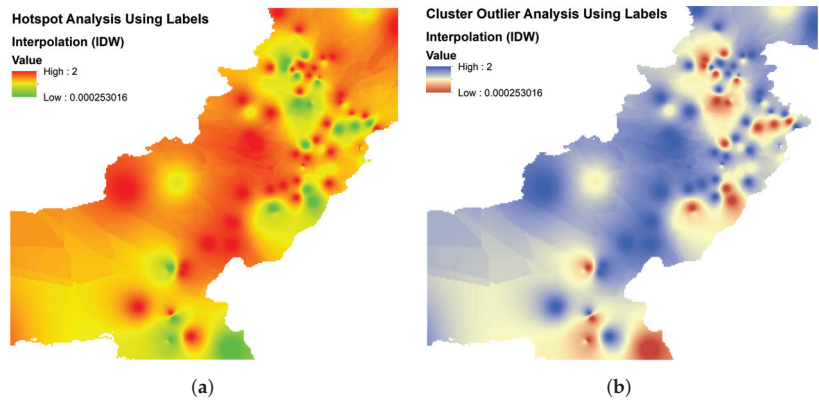 Hotspot Analysis Using Labels
Interpolation (IDW)
Value
High : 2
Low : 0.000253016
(a)
Cluster Outlier Analysis Using Labels
Interpolation (IDW)
Value
High : 2
Low : 0.000253016
(b)